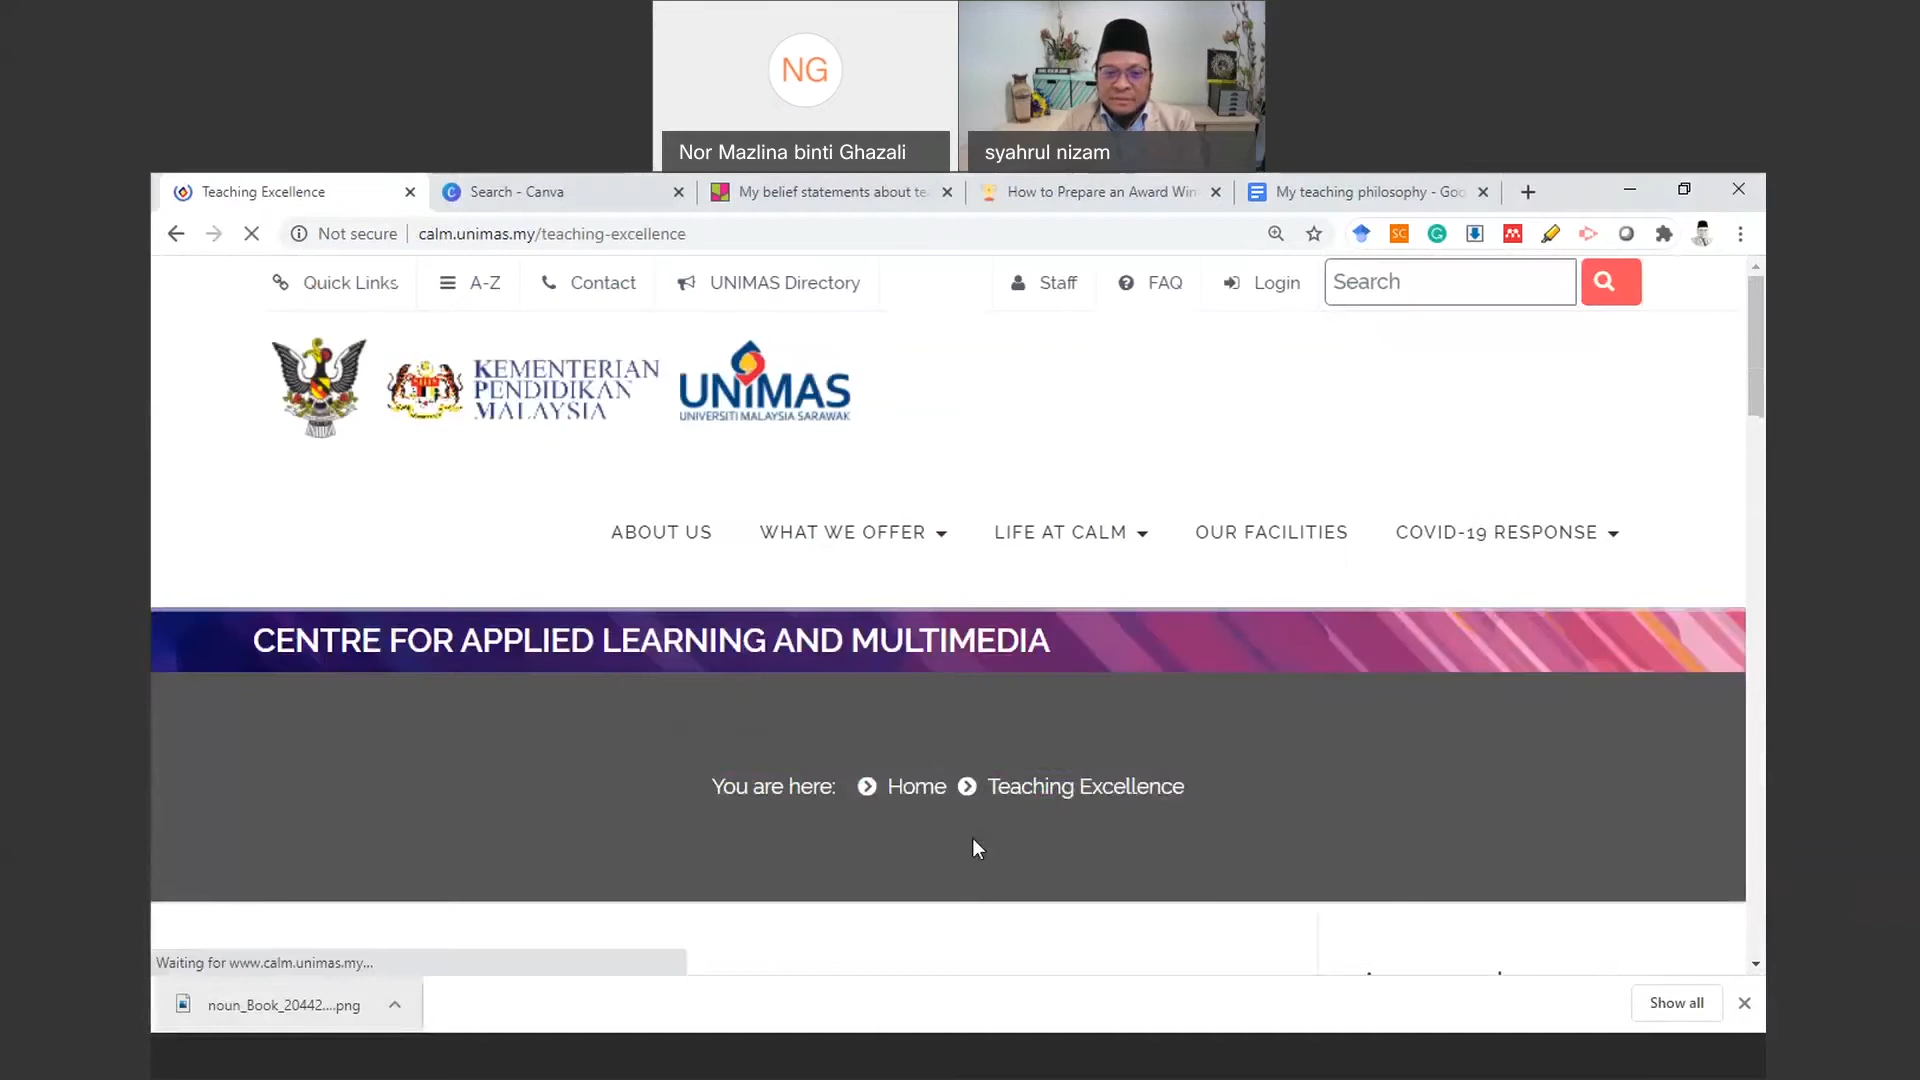 NG
Nor Mazlina binti Ghazali
syahrul nizam
Teaching Excellence
Search - Canva
My belief statements about te
How to Prepare an Award Win
My teaching philosophy - Goo
Not secure
calm.unimas.my/teaching-excellence
SC
Quick Links
A-Z
Contact
UNIMAS Directory
Staff
FAQ
Login
Search
KEMENTERIAN
PENDIDIKAN
MALAYSIA
UNIMAS
UNIVERSITI MALAYSIA SARAWAK
ABOUT US
WHAT WE OFFER
LIFE AT CALM
OUR FACILITIES
COVID-19 RESPONSE
CENTRE FOR APPLIED LEARNING AND MULTIMEDIA
You are here:
Home
Teaching Excellence
Waiting for www.calm.unimas.my...
noun_Book_20442....png
Show all